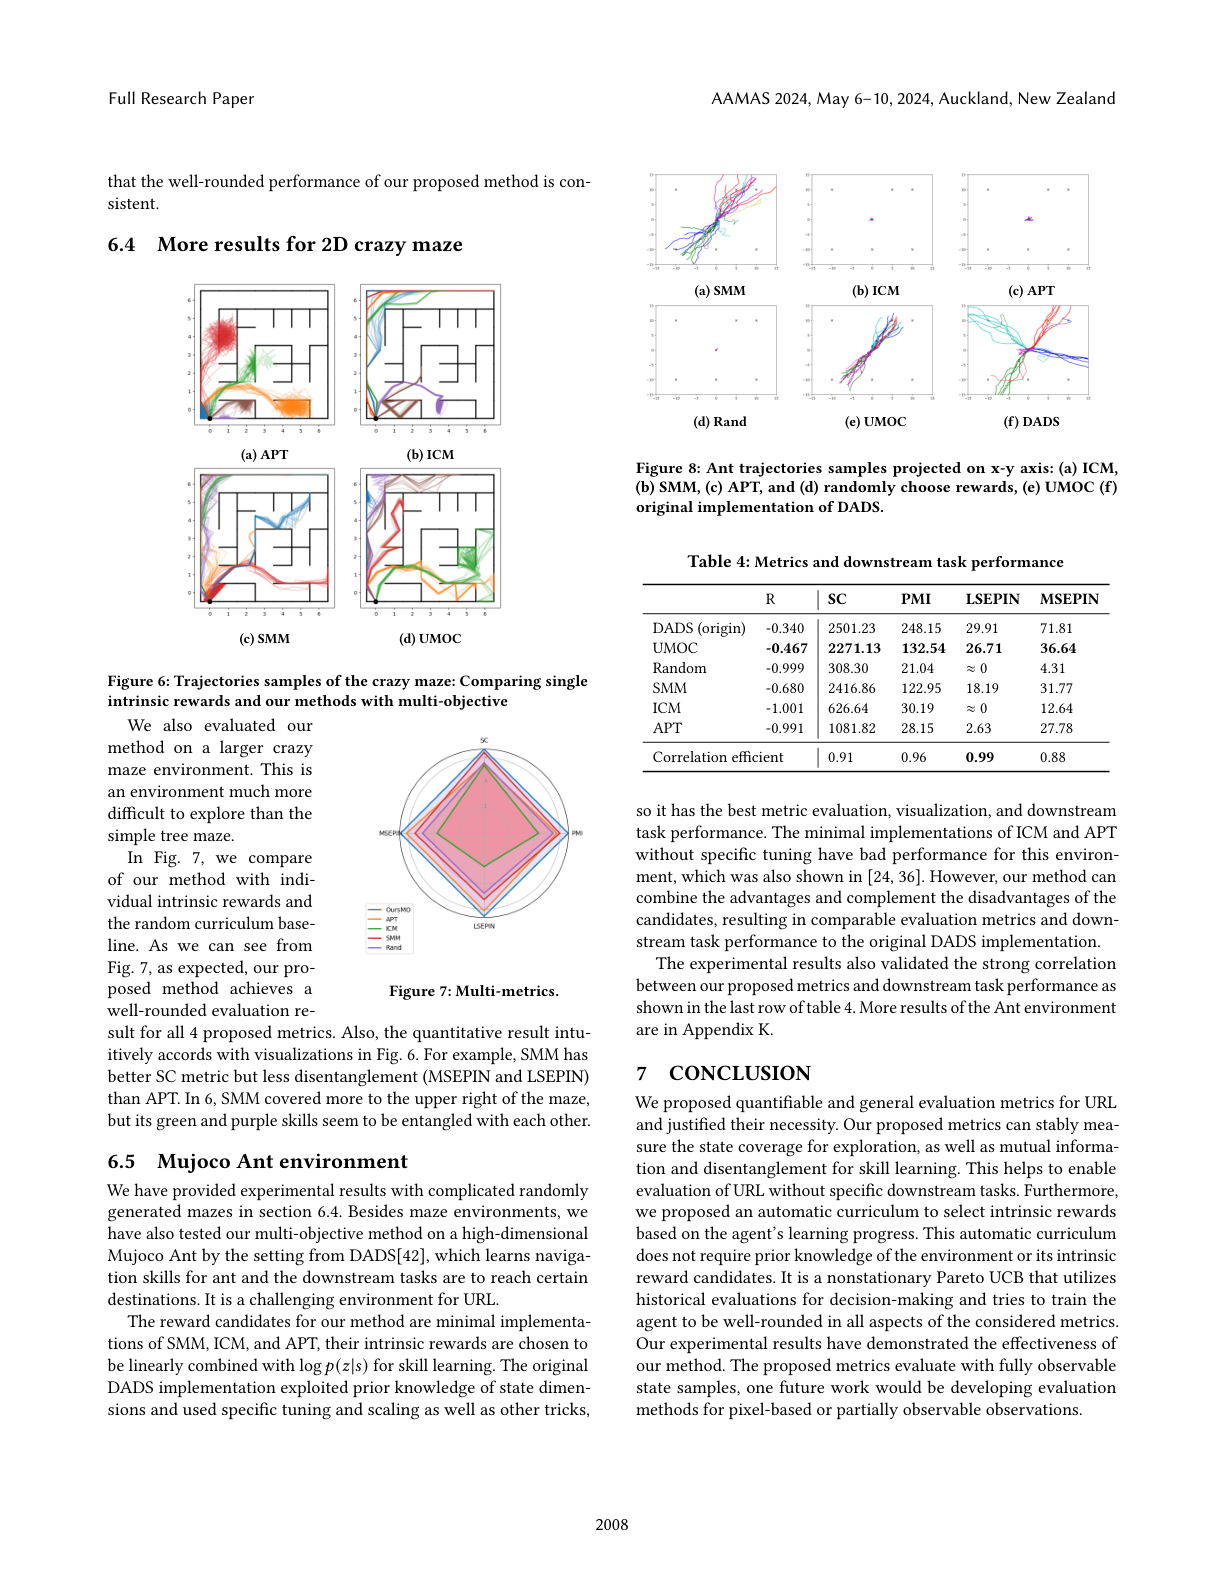 Full Research Paper
AAMAS 2024, May 6–10, 2024, Auckland, New Zealand
that the well-rounded performance of our proposed method is con-
sistent.
6.4 More results for 2D crazy maze
(a) APT
(b) ICM
(c) SMM
(d) UMOC
Figure 6: Trajectories samples of the crazy maze: Comparing single
intrinsic rewards and our methods with multi-objective
We also evaluated our
method on a larger crazy
maze environment. This is
an environment much more
difficult to explore than the
simple tree maze.
In Fig. 7, we compare
of our method with indi-
vidual intrinsic rewards and
the random curriculum base-
line. As we can see from
Fig. 7, as expected, our pro-
posed method achieves a
well-rounded evaluation re-
SC
MSEPIN
PMI
LSEPIN
OursMO
APT
ICM
SMM
Rand
Figure 7: Multi-metrics.
sult for all 4 proposed metrics. Also, the quantitative result intu-
itively accords with visualizations in Fig. 6. For example, SMM has
better SC metric but less disentanglement (MSEPIN and LSEPIN)
than APT. In 6, SMM covered more to the upper right of the maze,
but its green and purple skills seem to be entangled with each other.
6.5 Mujoco Ant environment
We have provided experimental results with complicated randomly
generated mazes in section 6.4. Besides maze environments, we
have also tested our multi-objective method on a high-dimensional
Mujoco Ant by the setting from DADS[42], which learns naviga-
tion skills for ant and the downstream tasks are to reach certain
destinations. It is a challenging environment for URL.
The reward candidates for our method are minimal implementa-
tions of SMM, ICM, and APT, their intrinsic rewards are chosen to
be linearly combined with log p(z|s) for skill learning. The original
DADS implementation exploited prior knowledge of state dimen-
sions and used specific tuning and scaling as well as other tricks,
(a) SMM
(b) ICM
(c) APT
(d) Rand
(e) UMOC
(f) DADS
Figure 8: Ant trajectories samples projected on x-y axis: (a) ICM,
(b) SMM, (c) APT, and (d) randomly choose rewards, (e) UMOC (f)
original implementation of DADS.
Table 4: Metrics and downstream task performance
R SC PMI LSEPIN MSEPIN
DADS (origin) -0.340 2501.23 248.15 29.91 71.81
UMOC -0.467 2271.13 132.54 26.71 36.64
Random -0.999 308.30 21.04 ≈ 0 4.31
SMM -0.680 2416.86 122.95 18.19 31.77
ICM -1.001 626.64 30.19 ≈ 0 12.64
APT -0.991 1081.82 28.15 2.63 27.78
Correlation efficient 0.91 0.96 0.99 0.88
so it has the best metric evaluation, visualization, and downstream
task performance. The minimal implementations of ICM and APT
without specific tuning have bad performance for this environ-
ment, which was also shown in [24, 36]. However, our method can
combine the advantages and complement the disadvantages of the
candidates, resulting in comparable evaluation metrics and down-
stream task performance to the original DADS implementation.
The experimental results also validated the strong correlation
between our proposed metrics and downstream task performance as
shown in the last row of table 4. More results of the Ant environment
are in Appendix K.
7 CONCLUSION
We proposed quantifiable and general evaluation metrics for URL
and justified their necessity. Our proposed metrics can stably mea-
sure the state coverage for exploration, as well as mutual informa-
tion and disentanglement for skill learning. This helps to enable
evaluation of URL without specific downstream tasks. Furthermore,
we proposed an automatic curriculum to select intrinsic rewards
based on the agent's learning progress. This automatic curriculum
does not require prior knowledge of the environment or its intrinsic
reward candidates. It is a nonstationary Pareto UCB that utilizes
historical evaluations for decision-making and tries to train the
agent to be well-rounded in all aspects of the considered metrics.
Our experimental results have demonstrated the effectiveness of
our method. The proposed metrics evaluate with fully observable
state samples, one future work would be developing evaluation
methods for pixel-based or partially observable observations.
2008